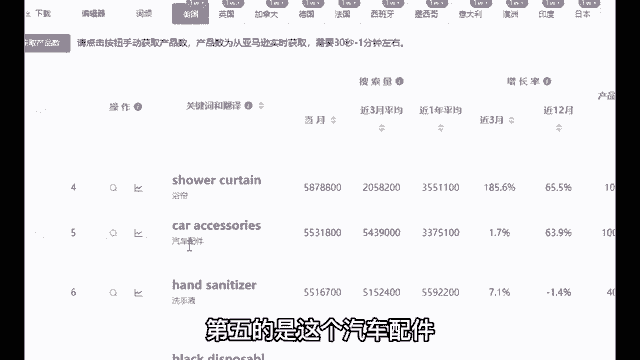 下载 编辑器 词频 美国 英国 加拿大 德国 法国 西班牙 墨西哥 意大利 澳洲 印度 日本
获取产品数 请点击按钮手动获取产品数，产品数为从亚马逊实时获取，需要30秒-1分钟左右。
搜索量 增长率
操作 关键词和翻译 当月 近3月平均 近1年平均 近3月 近12月 产品
4 shower curtain 5878800 2058200 3551100 185.6% 65.5% 100
浴帘
5 car accessories 5531800 5439000 3375100 1.7% 63.9% 100
汽车配件
6 hand sanitizer 5516700 5152400 5592200 7.1% -1.4% 40
洗手液
第五的是这个汽车配件
black disposabl